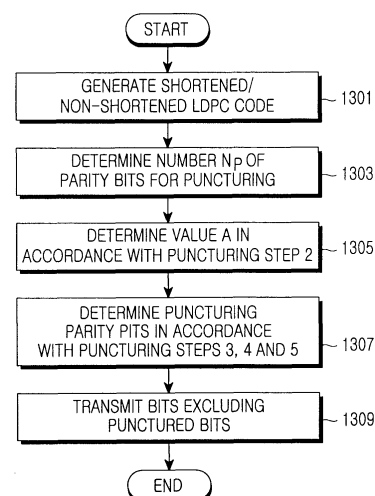 START
GENERATE SHORTENED/
NON-SHORTENED LDPC CODE
1301
DETERMINE NUMBER Np OF
PARITY BITS FOR PUNCTURING
1303
DETERMINE VALUE A IN
ACCORDANCE WITH PUNCTURING STEP 2
1305
DETERMINE PUNCTURING
PARITY PITS IN ACCORDANCE
WITH PUNCTURING STEPS 3, 4 AND 5
1307
TRANSMIT BITS EXCLUDING
PUNCTURED BITS
1309
END